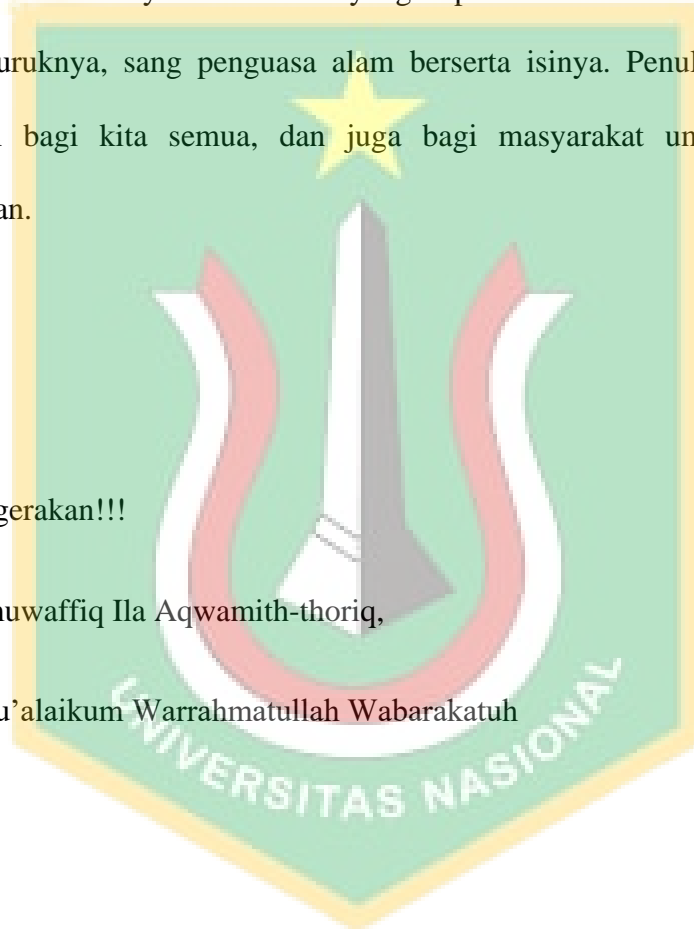 uruknya, sang penguasa alam berserta isinya. Penul
bagi kita semua, dan juga bagi masyarakat un
an.
gerakan!!!
uwaffiq Ila Aqwamith-thoriq,
u’alaikum Warrahmatullah Wabarakatuh
UNIVERSITAS NASIONAL